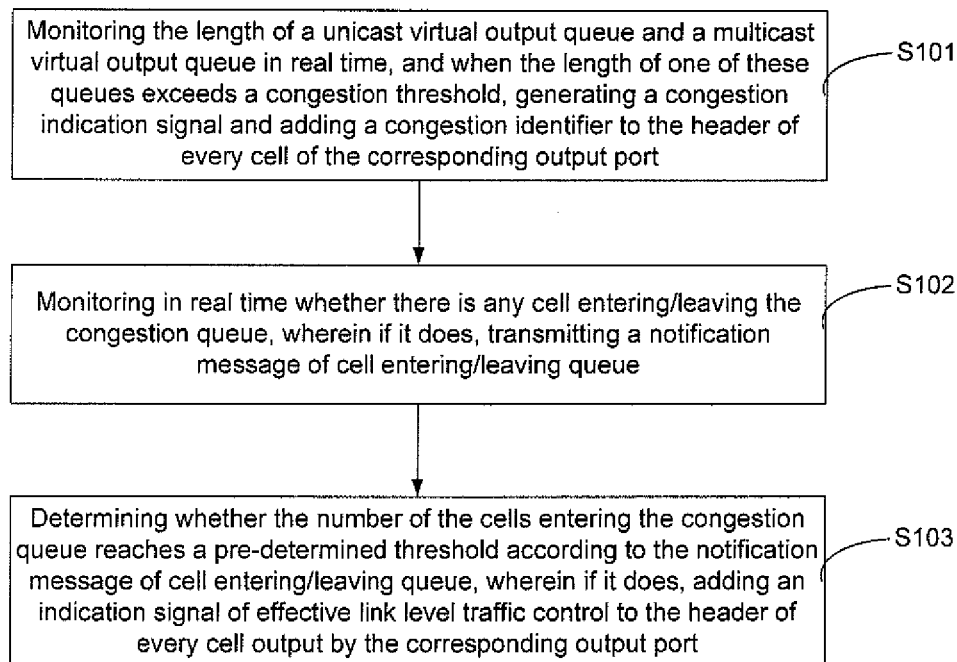 Monitoring the length of a unicast virtual output queue and a multicast
virtual output queue in real time, and when the length of one of these
queues exceeds a congestion threshold, generating a congestion
indication signal and adding a congestion identifier to the header of
every cell of the corresponding output port
S101
Monitoring in real time whether there is any cell entering/leaving the
congestion queue, wherein if it does, transmitting a notification
message of cell entering/leaving queue
S102
Determining whether the number of the cells entering the congestion
queue reaches a pre-determined threshold according to the notification
message of cell entering/leaving queue, wherein if it does, adding an
indication signal of effective link level traffic control to the header of
every cell output by the corresponding output port
S103